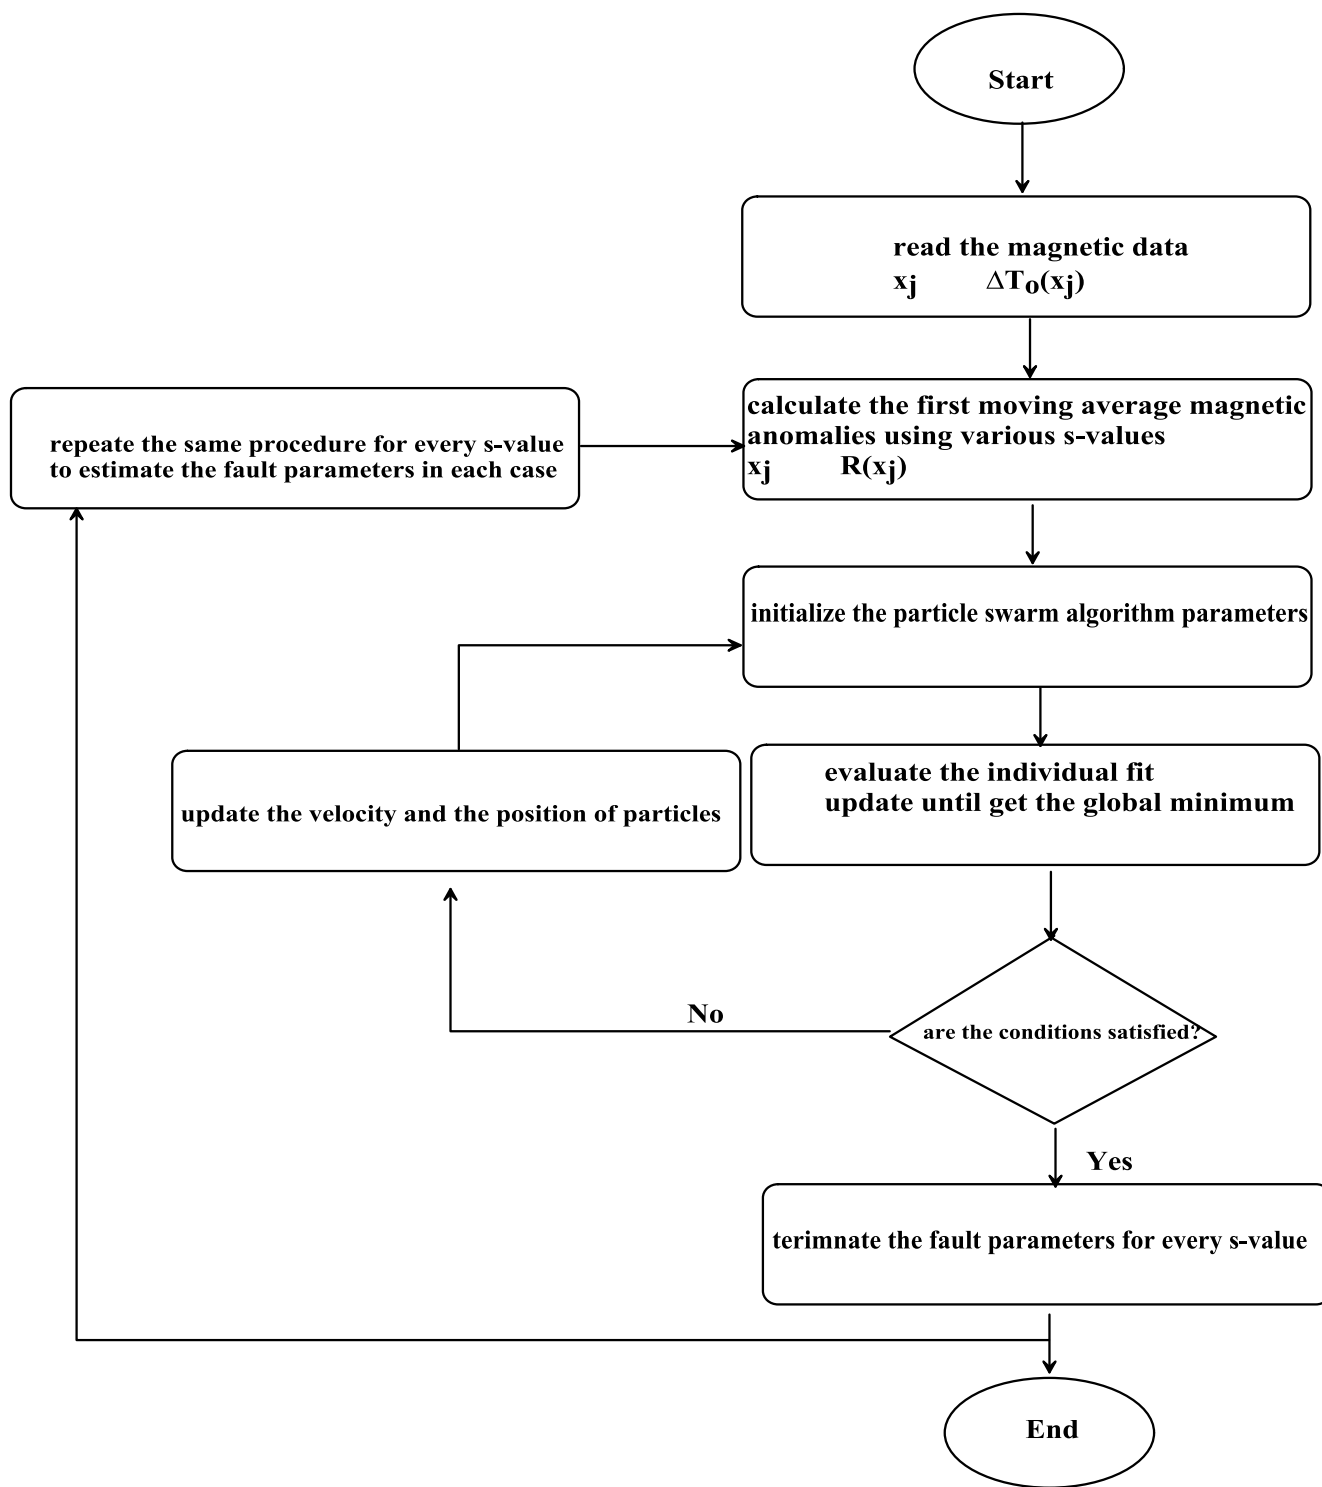 Start
read the magnetic data
xj ΔTo(xj)
calculate the first moving average magnetic
anomalies using various s-values
xj R(xj)
repeate the same procedure for every s-value
to estimate the fault parameters in each case
initialize the particle swarm algorithm parameters
evaluate the individual fit
update until get the global minimum
update the velocity and the position of particles
are the conditions satisfied?
No
Yes
terimnate the fault parameters for every s-value
End